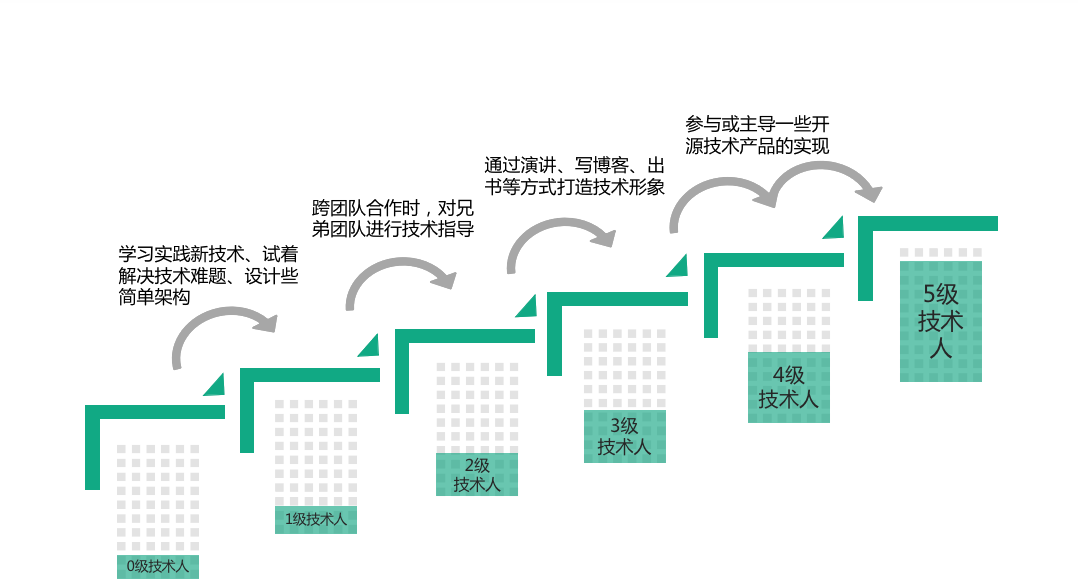 参与或主导一些开
源技术产品的实现
通过演讲、写博客、出
书等方式打造技术形象
跨团队合作时，对兄
弟团队进行技术指导
学习实践新技术、试着
解决技术难题、设计些
简单架构
5级
技术
人
4级
技术人
3级
技术人
2级
技术人
1级技术人
0级技术人